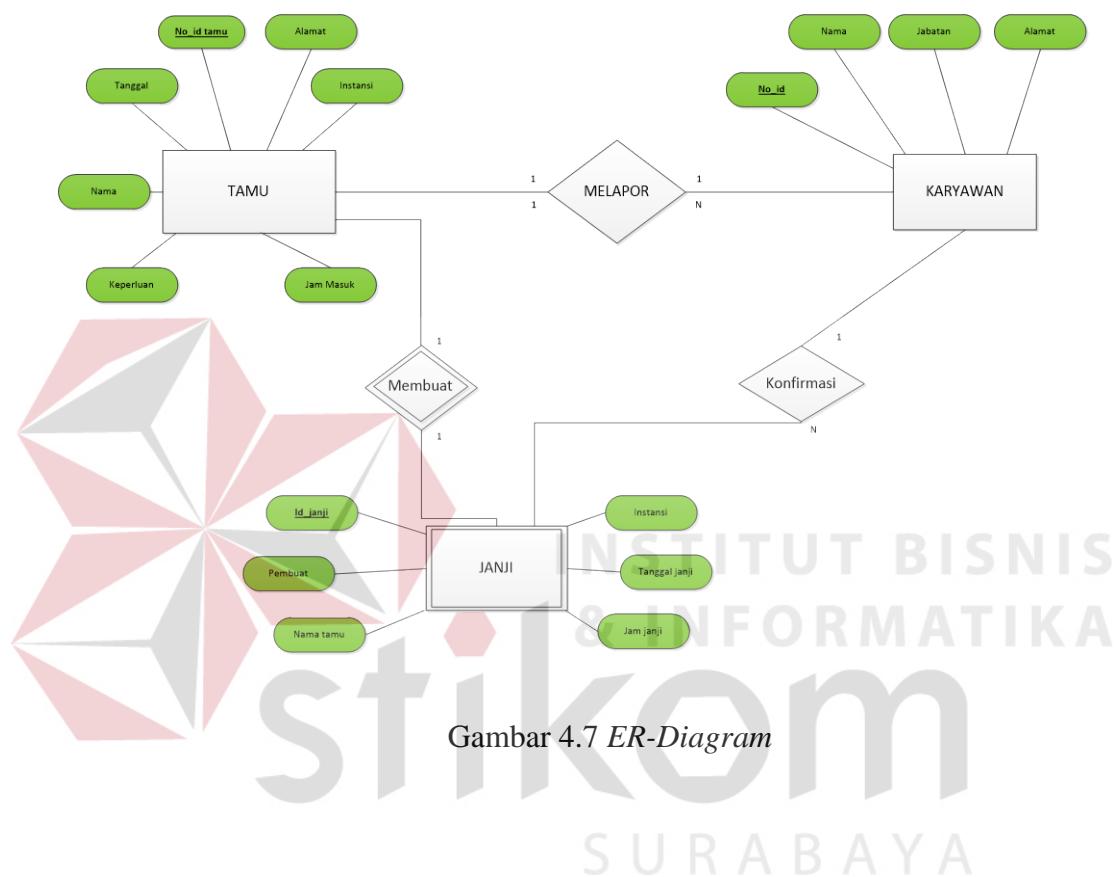 No_id tamu
Alamat
Nama
Jabatan
Alamat
Tanggal
Instansi
No_id
Nama
TAMU
1
1
MELAPOR
1
N
KARYAWAN
Keperluan
Jam Masuk
1
Membuat
1
1
Konfirmasi
N
Id_janji
Instansi
Pembuat
JANJI
Tanggal janji
Nama tamu
Jam janji
INSTITUT BISNIS
& INFORMATIKA
stikom
SURABAYA
Gambar 4.7 ER-Diagram